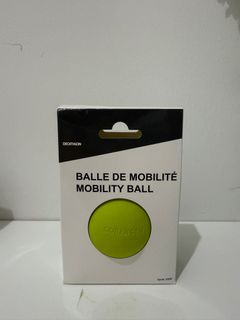 DECATHLON
BALLE DE MOBILITÉ
MOBILITY BALL